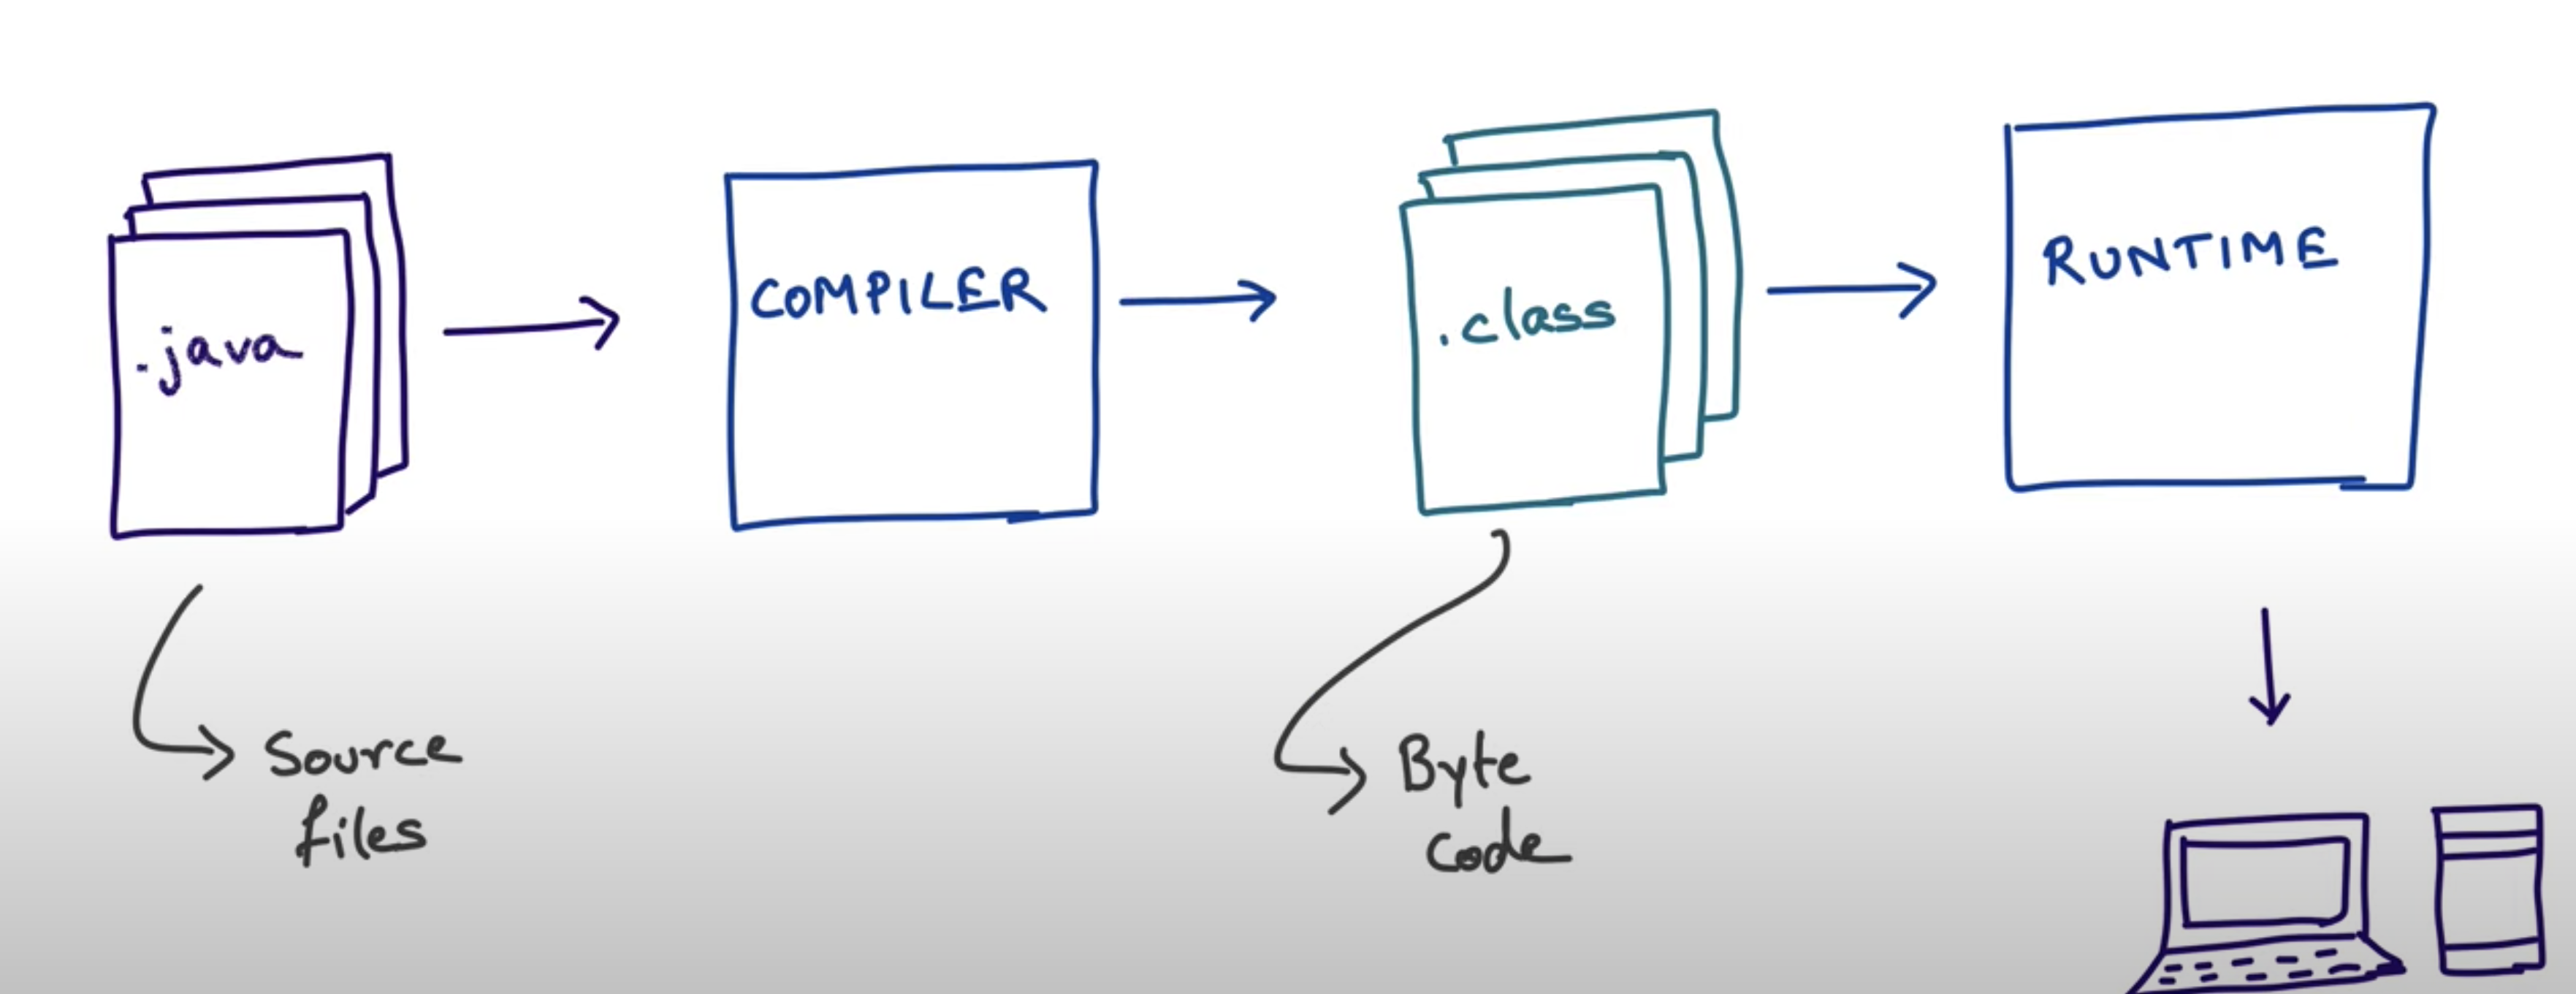 .java
COMPILER
.class
RUNTIME
Source
files
Byte
Code